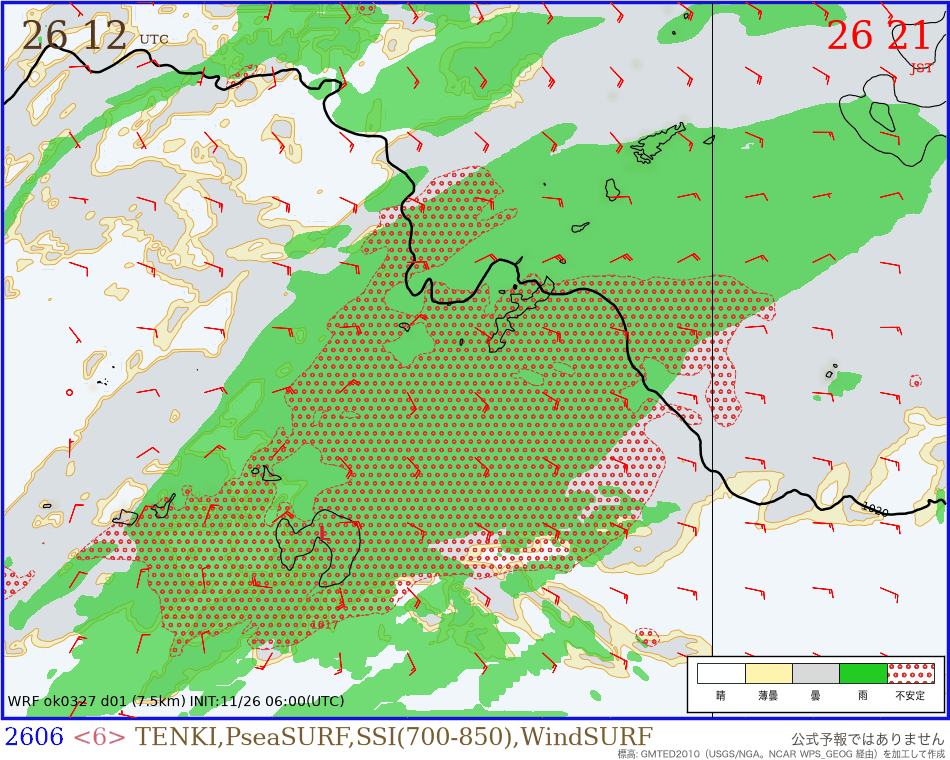 26 12 UTC
26 21
JST
1020
1017
晴 薄曇 曇 雨 不安定
WRF ok0327 d01 (7.5km) INIT:11/26 06:00(UTC)
2606 <6> TENKI,PseaSURF,SSI(700-850),WindSURF
公式予報ではありません
標高: GMTED2010（USGS/NGA。NCAR WPS_GEOG 経由）を加工して作成